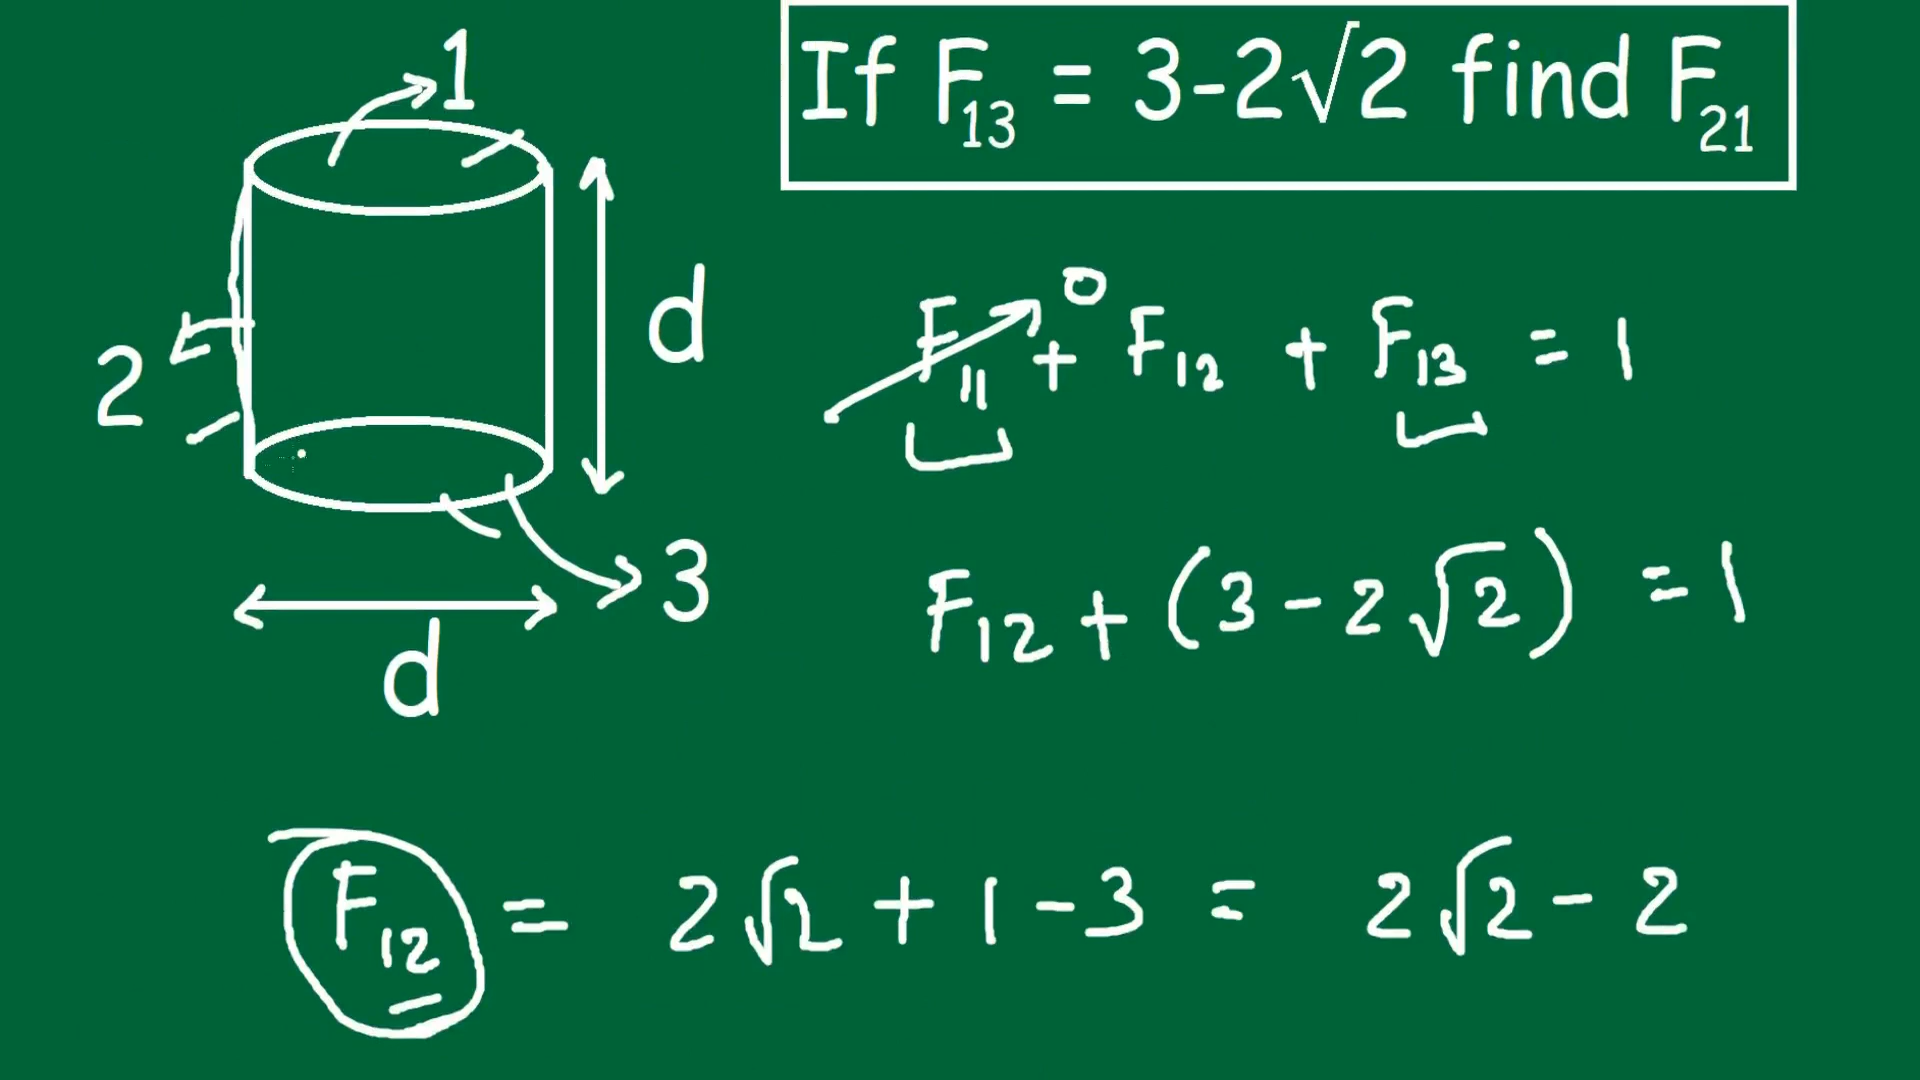 1
If F₁₃ = 3-2√2 find F₂₁
2
d
3
d
F₁₁ ⁰ + F₁₂ + F₁₃ = 1
F₁₂ + (3 - 2√2) = 1
F₁₂ = 2√2 + 1 - 3 = 2√2 - 2